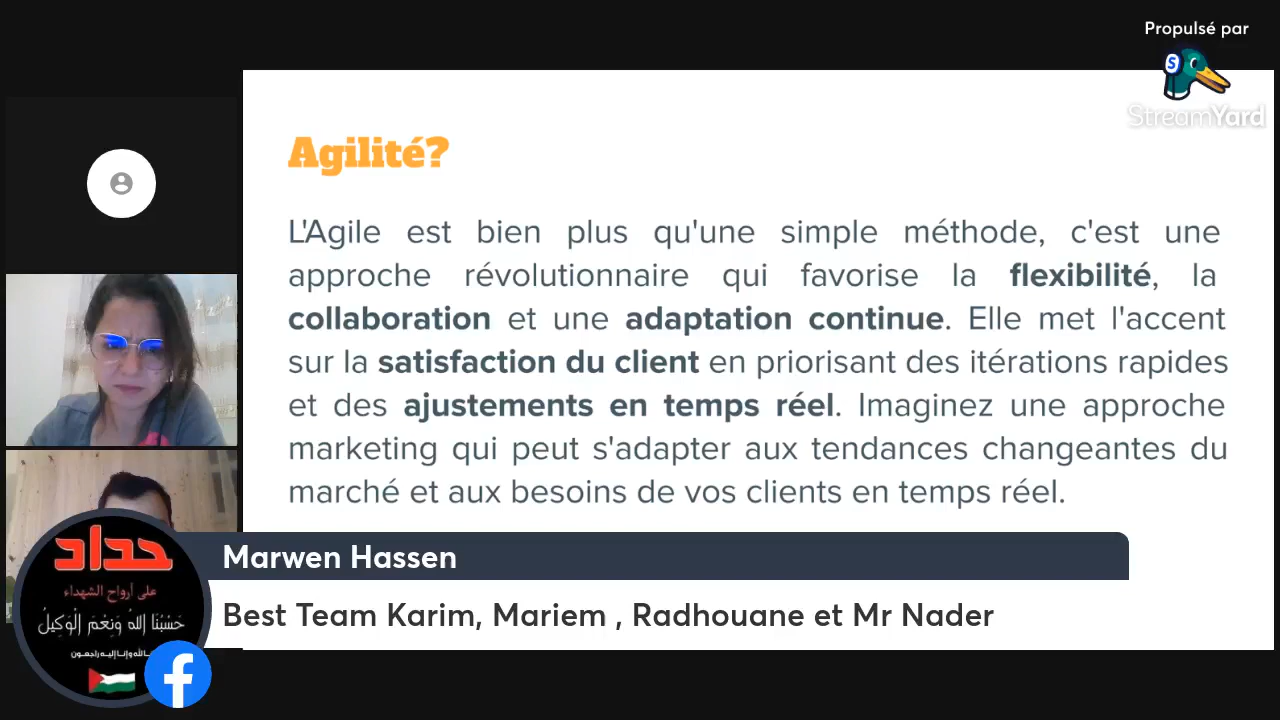 Propulsé par
StreamYard
Agilité?
L'Agile est bien plus qu'une simple méthode, c'est une
approche révolutionnaire qui favorise la flexibilité, la
collaboration et une adaptation continue. Elle met l'accent
sur la satisfaction du client en priorisant des itérations rapides
et des ajustements en temps réel. Imaginez une approche
marketing qui peut s'adapter aux tendances changeantes du
marché et aux besoins de vos clients en temps réel.
Marwen Hassen
Best Team Karim, Mariem , Radhouane et Mr Nader
حداد
على أرواح الشهداء
حَسْبُنَا اللهُ وَنِعْمَ الْوَكِيلُ